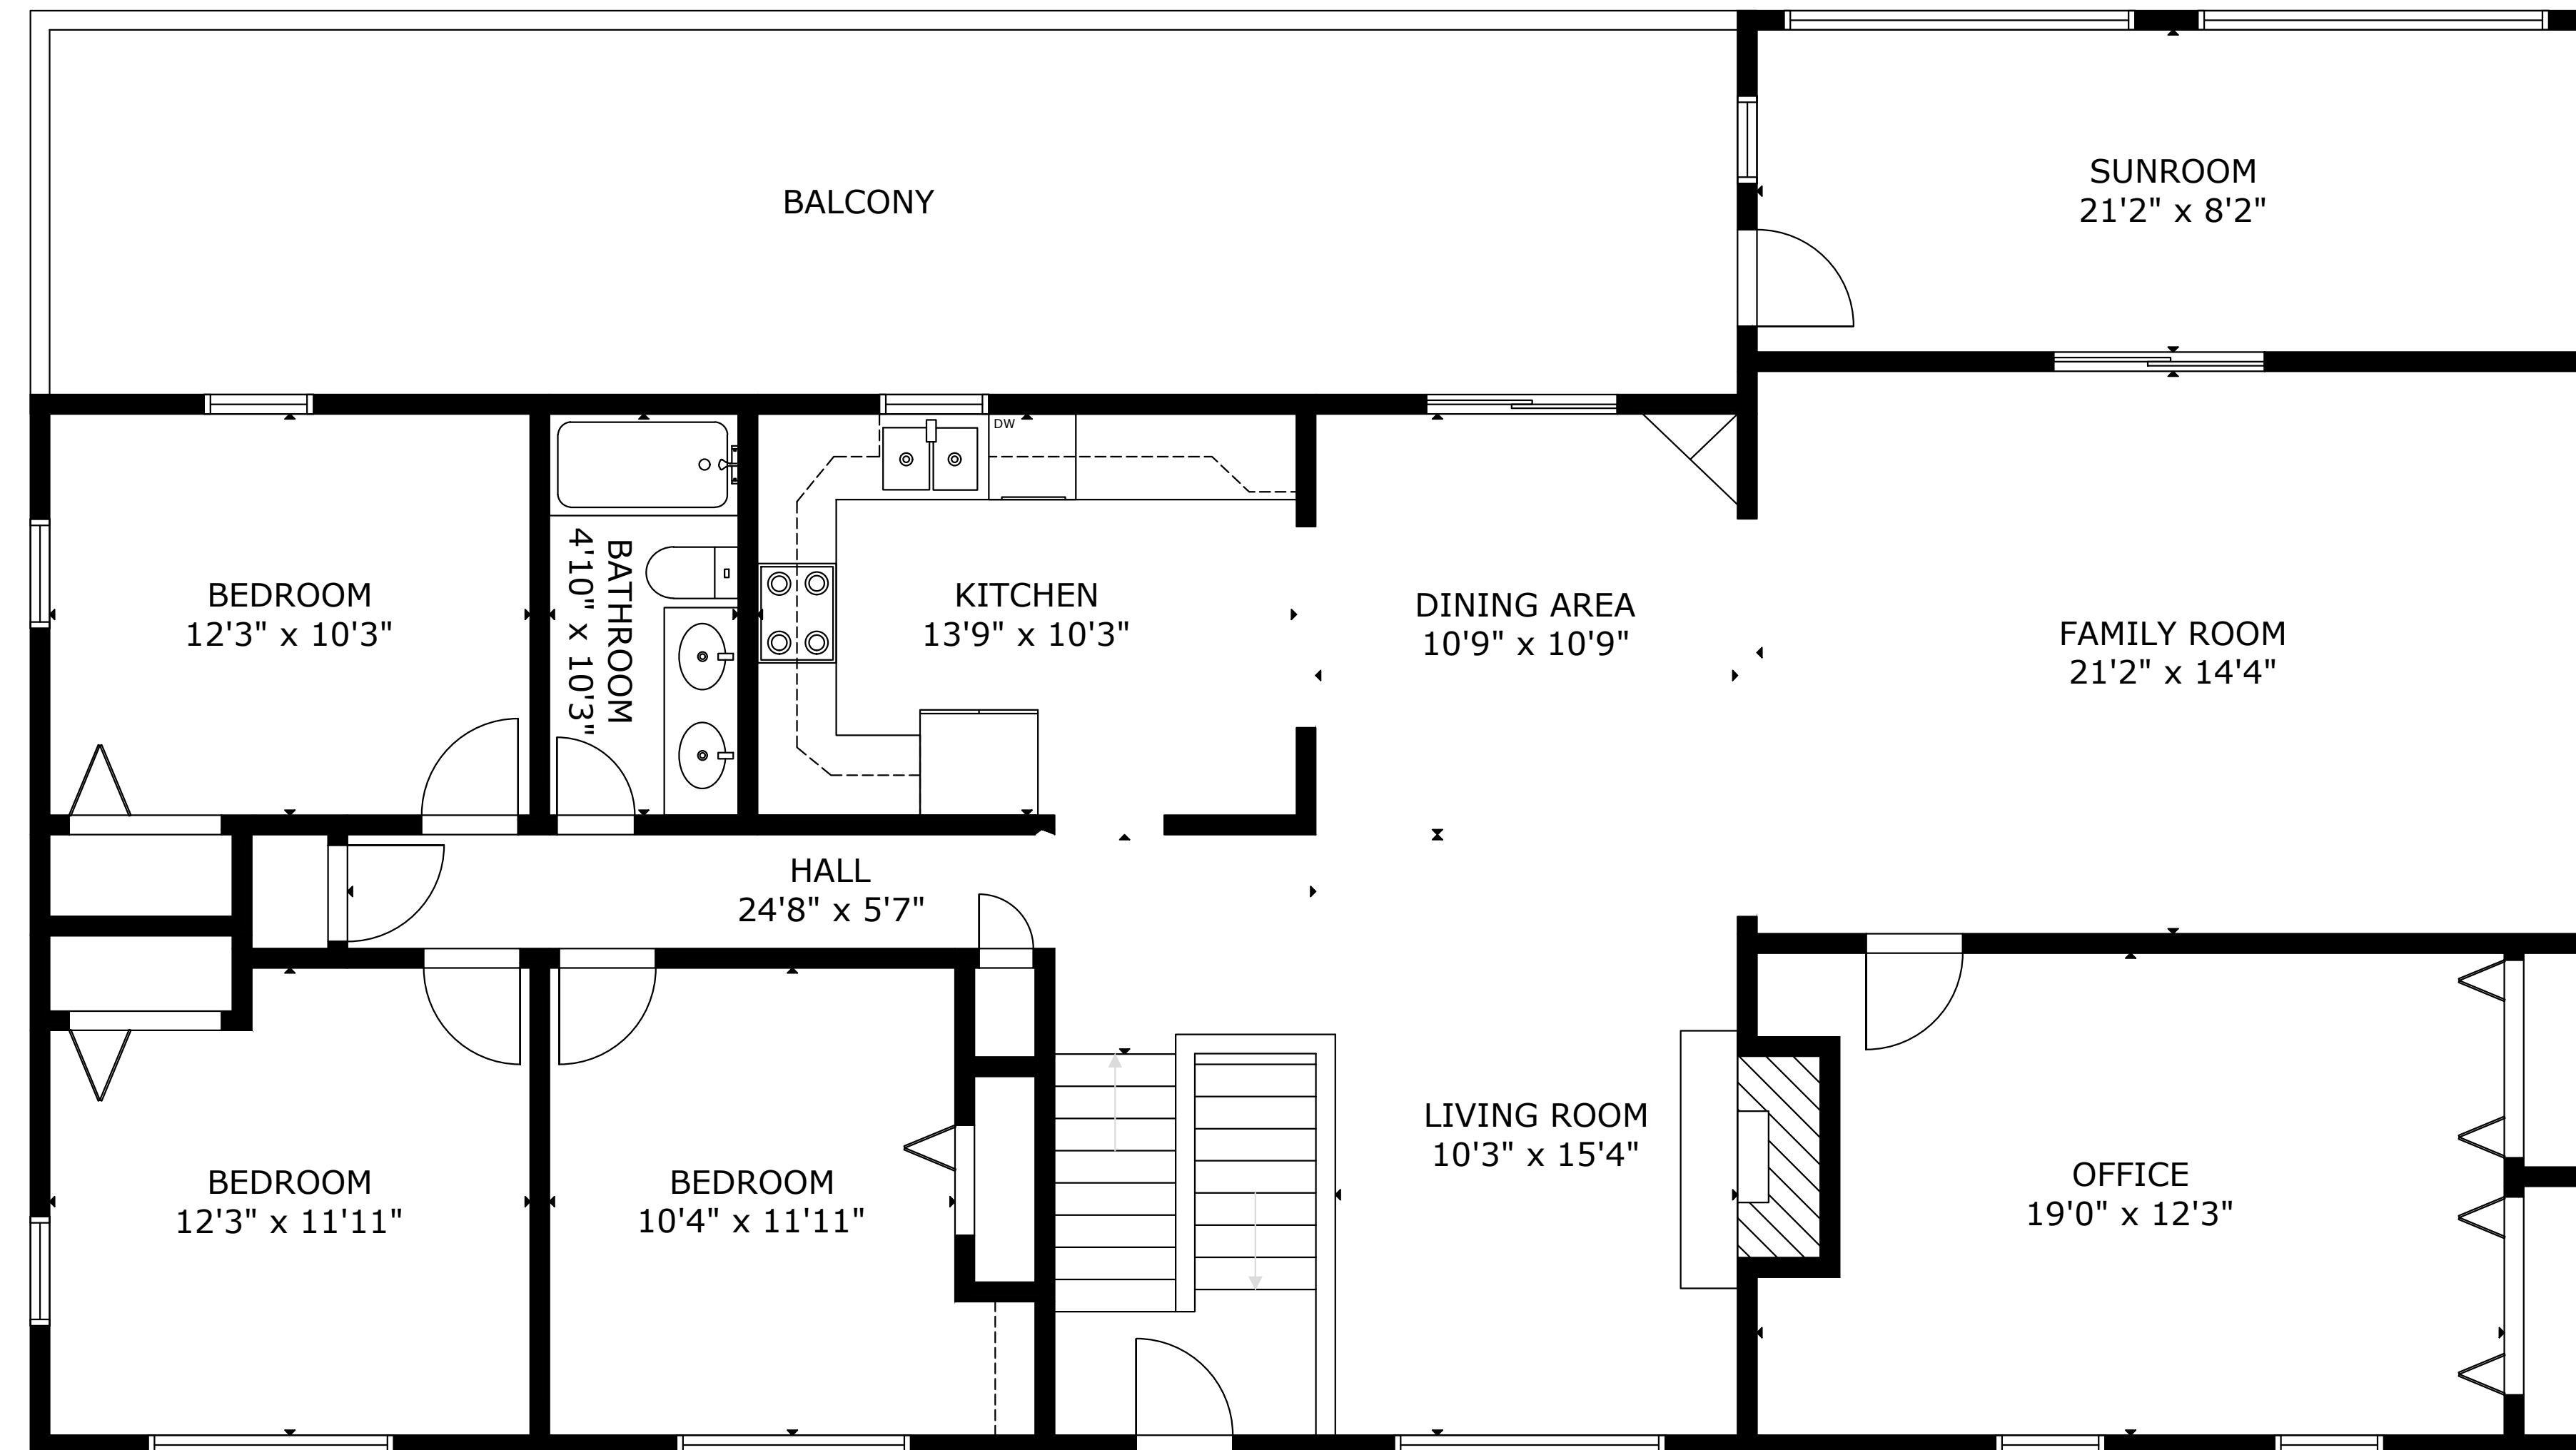 BALCONY
SUNROOM
21'2" x 8'2"
DW
BEDROOM
12'3" x 10'3"
BATHROOM
4'10" x 10'3"
KITCHEN
13'9" x 10'3"
DINING AREA
10'9" x 10'9"
FAMILY ROOM
21'2" x 14'4"
HALL
24'8" x 5'7"
BEDROOM
12'3" x 11'11"
BEDROOM
10'4" x 11'11"
LIVING ROOM
10'3" x 15'4"
OFFICE
19'0" x 12'3"